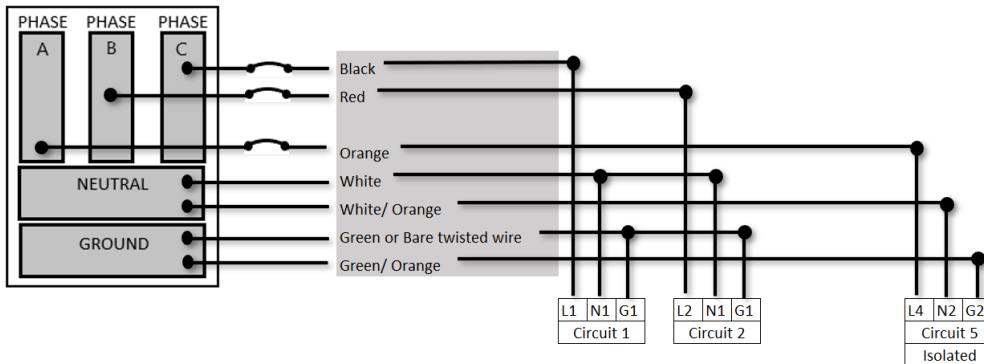 PHASE PHASE PHASE
A B C
Black
Red
Orange
NEUTRAL
White
White/ Orange
GROUND
Green or Bare twisted wire
Green/ Orange
L1 N1 G1
Circuit 1
L2 N1 G1
Circuit 2
L4 N2 G2
Circuit 5
Isolated